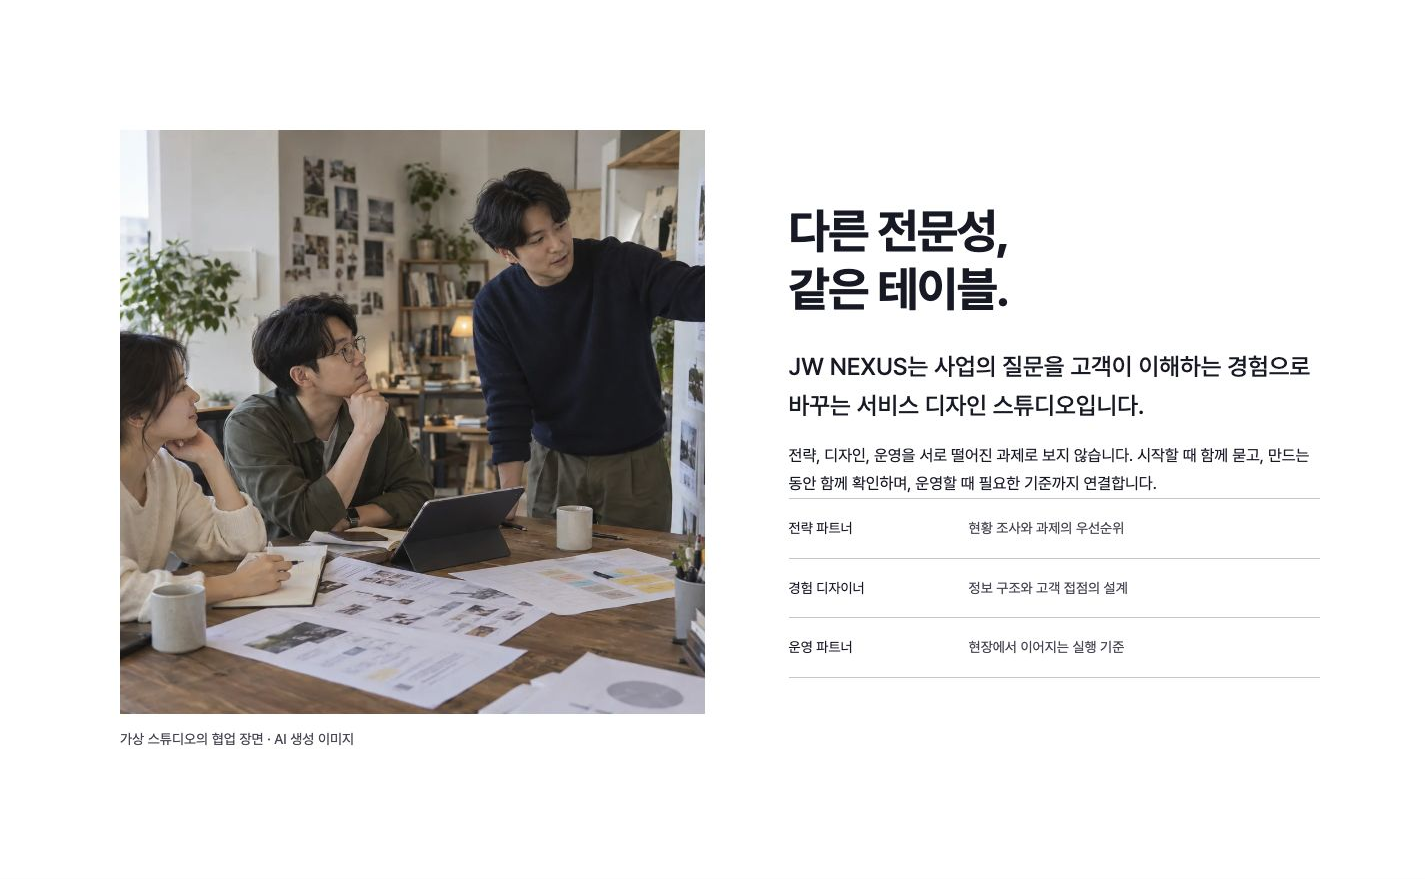 다른 전문성,
같은 테이블.
JW NEXUS는 사업의 질문을 고객이 이해하는 경험으로
바꾸는 서비스 디자인 스튜디오입니다.
전략, 디자인, 운영을 서로 떨어진 과제로 보지 않습니다. 시작할 때 함께 묻고, 만드는
동안 함께 확인하며, 운영할 때 필요한 기준까지 연결합니다.
전략 파트너 현황 조사와 과제의 우선순위
경험 디자이너 정보 구조와 고객 접점의 설계
운영 파트너 현장에서 이어지는 실행 기준
가상 스튜디오의 협업 장면 · AI 생성 이미지